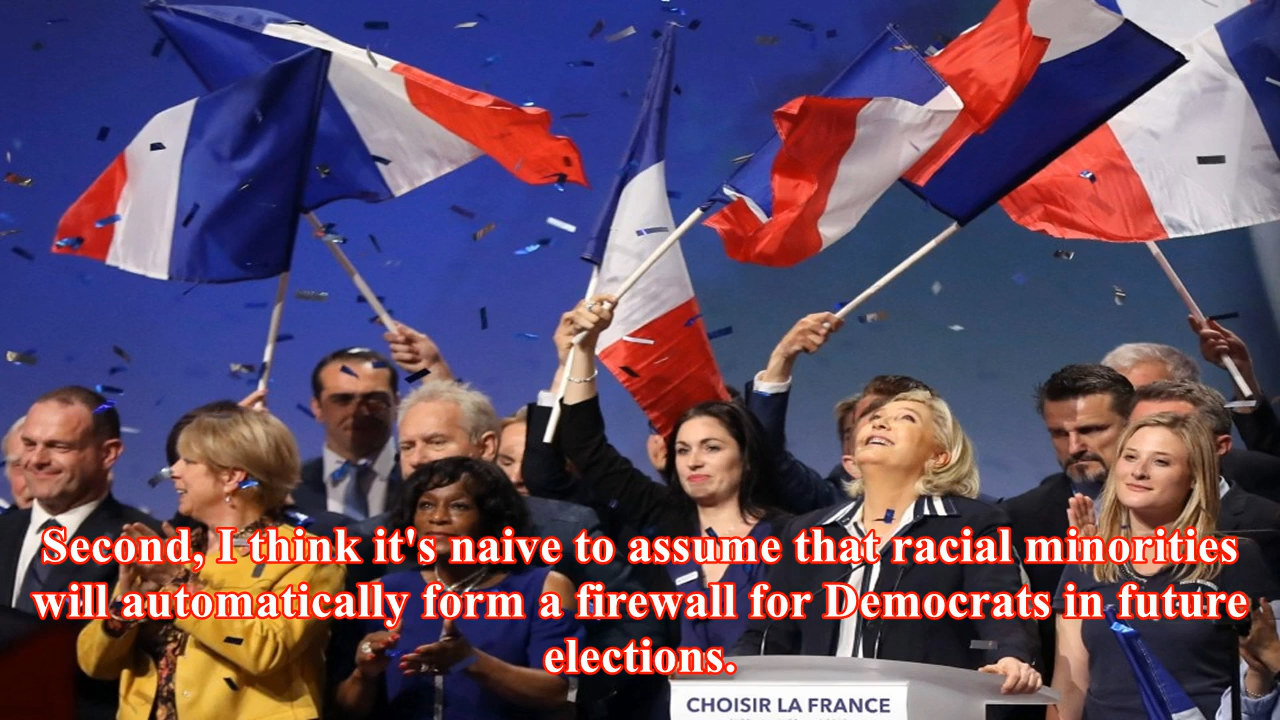 Second, I think it's naive to assume that racial minorities
will automatically form a firewall for Democrats in future
elections.
CHOISIR LA FRANCE